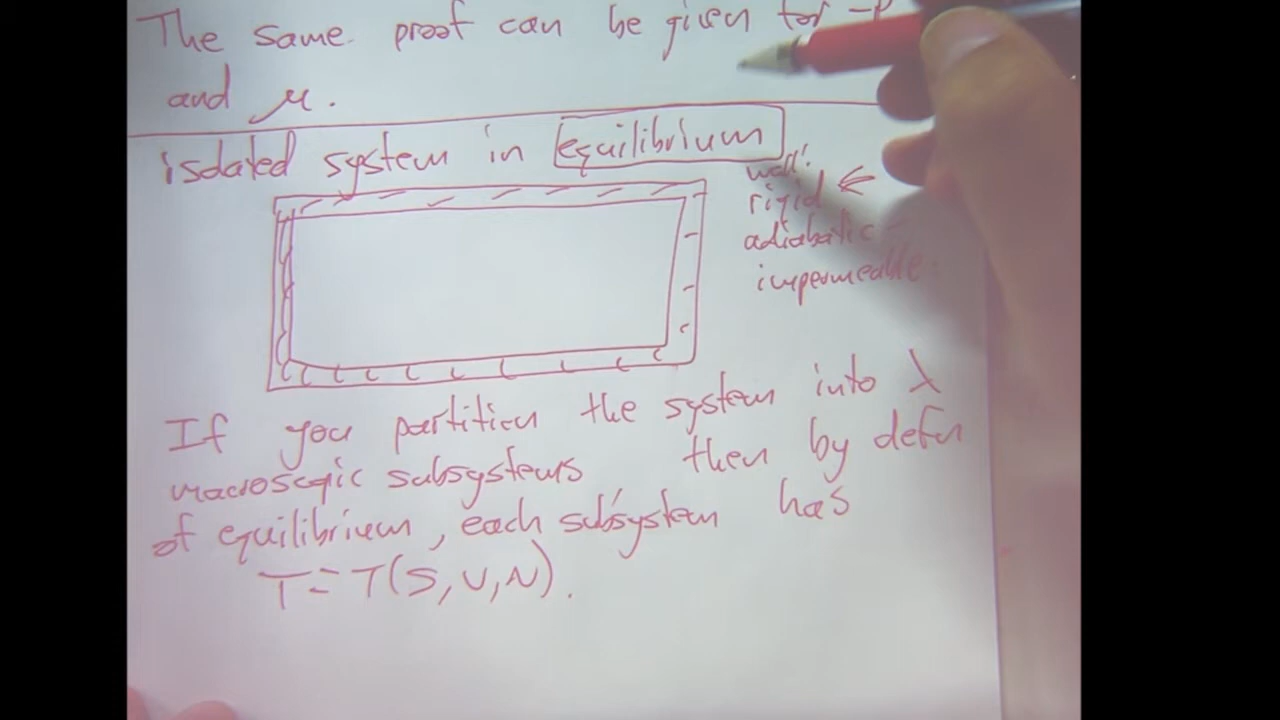 The same proof can be given for -P
and μ.
isolated system in equilibrium
wall:
rigid ←
adiabatic
impermeable
If you partition the system into λ
macroscopic subsystems then by defn
of equilibrium, each subsystem has
T = T(S, V, N).